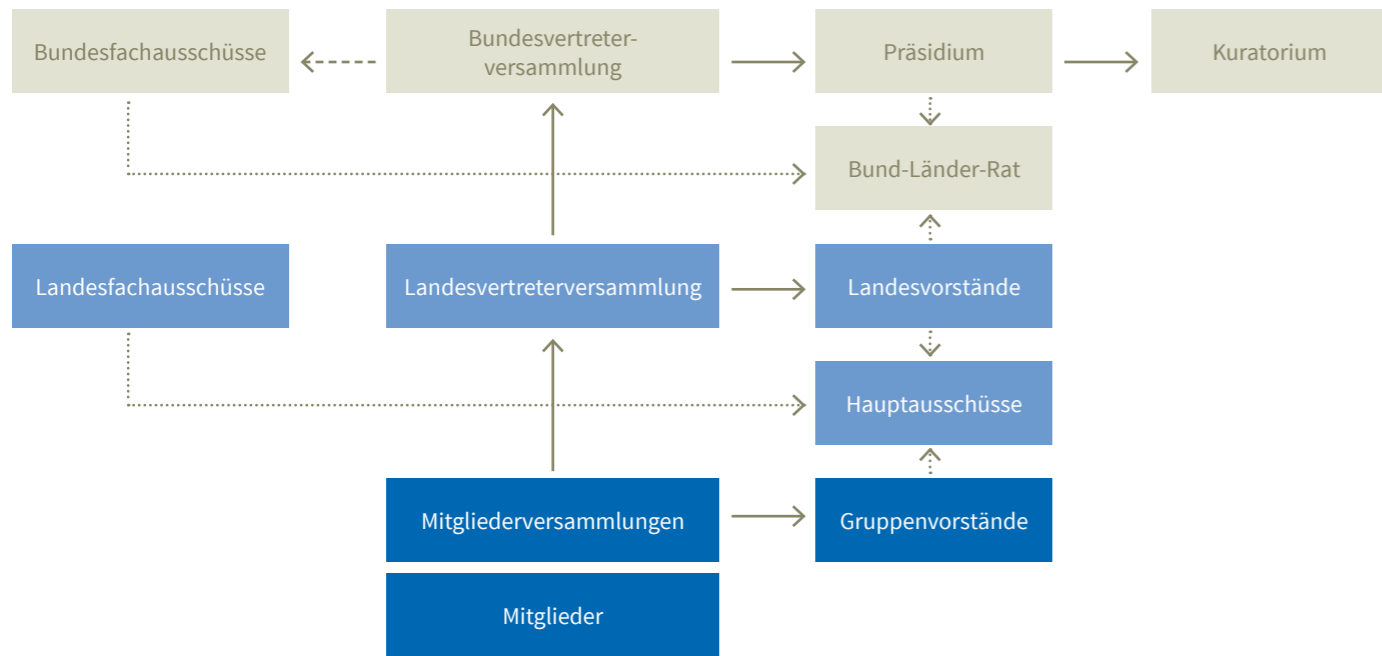 Bundesfachausschüsse
Bundesvertreter-
versammlung
Präsidium
Kuratorium
Bund-Länder-Rat
Landesfachausschüsse
Landesvertreterversammlung
Landesvorstände
Hauptausschüsse
Mitgliederversammlungen
Gruppenvorstände
Mitglieder